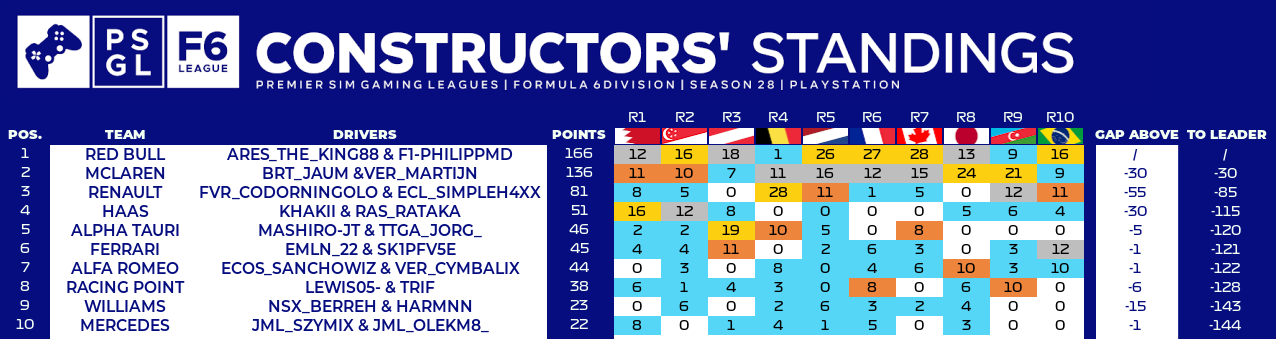 PS
GL
F6
LEAGUE
CONSTRUCTORS' STANDINGS
PREMIER SIM GAMING LEAGUES | FORMULA 6DIVISION | SEASON 28 | PLAYSTATION
R1 R2 R3 R4 R5 R6 R7 R8 R9 R10
POS. TEAM DRIVERS POINTS GAP ABOVE TO LEADER
1 RED BULL ARES_THE_KING88 & F1-PHILIPPMD 166 12 16 18 1 26 27 28 13 9 16 / /
2 MCLAREN BRT_JAUM &VER_MARTIJN 136 11 10 7 11 16 12 15 24 21 9 -30 -30
3 RENAULT FVR_CODORNINGOLO & ECL_SIMPLEH4XX 81 8 5 0 28 11 1 5 0 12 11 -55 -85
4 HAAS KHAKII & RAS_RATAKA 51 16 12 8 0 0 0 0 5 6 4 -30 -115
5 ALPHA TAURI MASHIRO-JT & TTGA_JORG_ 46 2 2 19 10 5 0 8 0 0 0 -5 -120
6 FERRARI EMLN_22 & SK1PFV5E 45 4 4 11 0 2 6 3 0 3 12 -1 -121
7 ALFA ROMEO ECOS_SANCHOWIZ & VER_CYMBALIX 44 0 3 0 8 0 4 6 10 3 10 -1 -122
8 RACING POINT LEWIS05- & TRIF 38 6 1 4 3 0 8 0 6 10 0 -6 -128
9 WILLIAMS NSX_BERREH & HARMNN 23 0 6 0 2 6 3 2 4 0 0 -15 -143
10 MERCEDES JML_SZYMIX & JML_OLEKM8_ 22 8 0 1 4 1 5 0 3 0 0 -1 -144